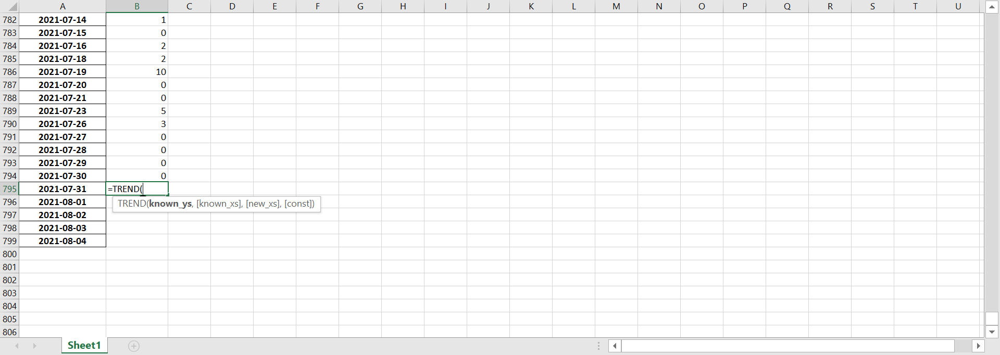 A B C D E F G H I J K L M N O P Q R S T U
782 2021-07-14 1
783 2021-07-15 0
784 2021-07-16 2
785 2021-07-18 2
786 2021-07-19 10
787 2021-07-20 0
788 2021-07-21 0
789 2021-07-23 5
790 2021-07-26 3
791 2021-07-27 0
792 2021-07-28 0
793 2021-07-29 0
794 2021-07-30 0
795 2021-07-31 =TREND(
796 2021-08-01 TREND(known_ys, [known_xs], [new_xs], [const])
797 2021-08-02
798 2021-08-03
799 2021-08-04
800
801
802
803
804
805
806
Sheet1